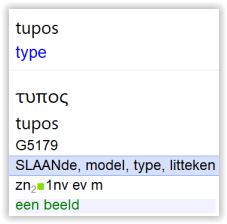 tupos
type
τυπος
tupos
G5179
SLAANde, model, type, litteken
zn2 1nv ev m
een beeld